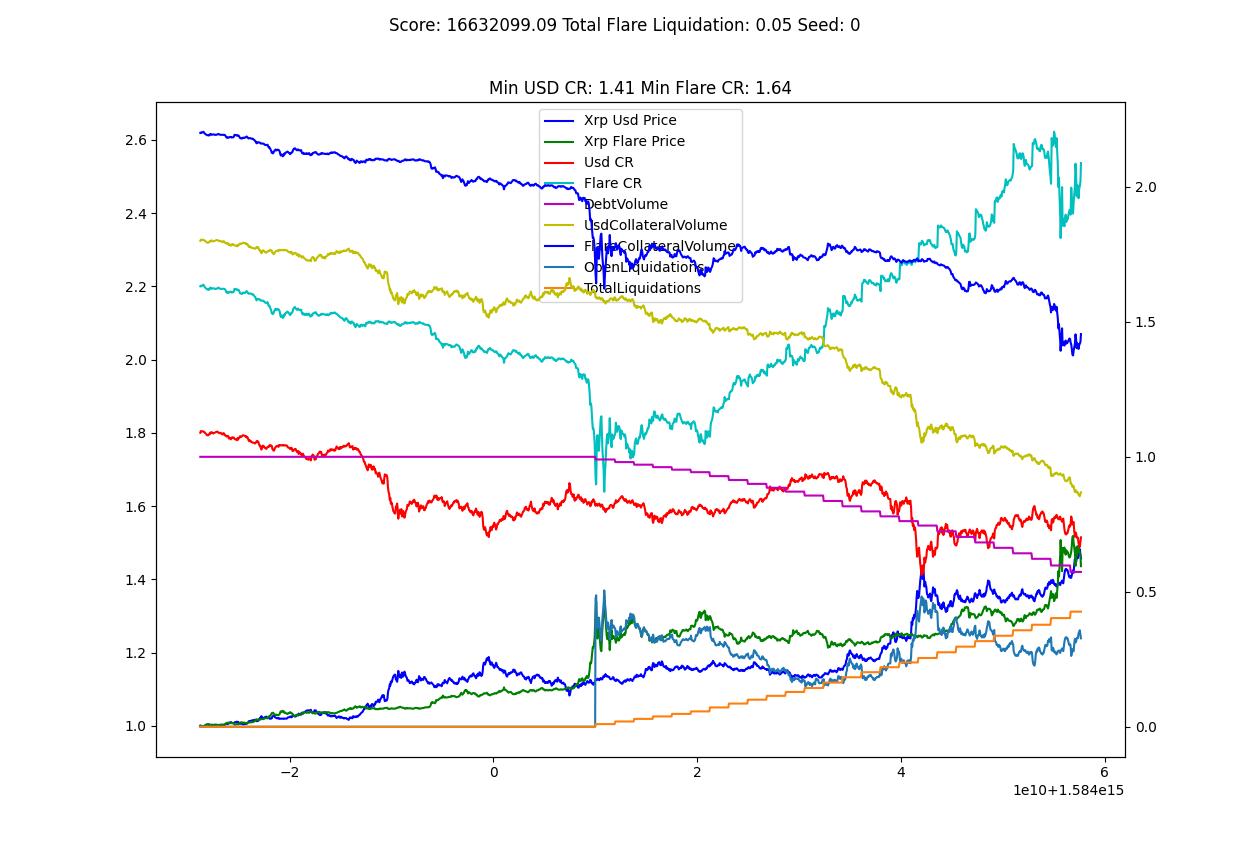 Score: 16632099.09 Total Flare Liquidation: 0.05 Seed: 0
Min USD CR: 1.41 Min Flare CR: 1.64
Xrp Usd Price
Xrp Flare Price
Usd CR
Flare CR
DebtVolume
UsdCollateralVolume
FlareCollateralVolume
OpenLiquidations
TotalLiquidations
2.6
2.4
2.2
2.0
1.8
1.6
1.4
1.2
1.0
2.0
1.5
1.0
0.5
0.0
−2 0 2 4 6
1e10+1.584e15